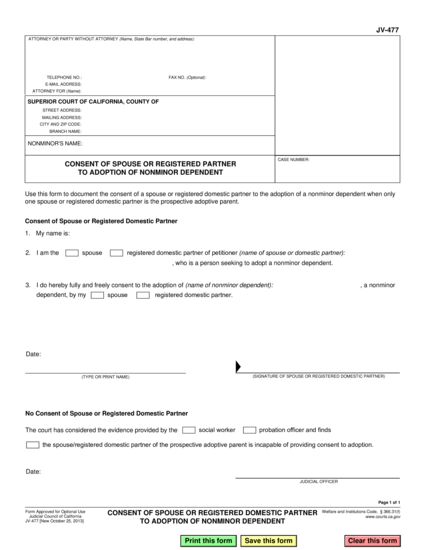 JV-477
ATTORNEY OR PARTY WITHOUT ATTORNEY (Name, State Bar number, and address):
TELEPHONE NO.: FAX NO. (Optional):
E-MAIL ADDRESS:
ATTORNEY FOR (Name):
SUPERIOR COURT OF CALIFORNIA, COUNTY OF
STREET ADDRESS:
MAILING ADDRESS:
CITY AND ZIP CODE:
BRANCH NAME:
NONMINOR'S NAME:
CONSENT OF SPOUSE OR REGISTERED PARTNER
TO ADOPTION OF NONMINOR DEPENDENT
CASE NUMBER:
Use this form to document the consent of a spouse or registered domestic partner to the adoption of a nonminor dependent when only
one spouse or registered domestic partner is the prospective adoptive parent.
Consent of Spouse or Registered Domestic Partner
1. My name is:
2. I am the spouse registered domestic partner of petitioner (name of spouse or domestic partner):
, who is a person seeking to adopt a nonminor dependent.
3. I do hereby fully and freely consent to the adoption of (name of nonminor dependent): , a nonminor
dependent, by my spouse registered domestic partner.
Date:
(TYPE OR PRINT NAME) (SIGNATURE OF SPOUSE OR REGISTERED DOMESTIC PARTNER)
No Consent of Spouse or Registered Domestic Partner
The court has considered the evidence provided by the social worker probation officer and finds
the spouse/registered domestic partner of the prospective adoptive parent is incapable of providing consent to adoption.
Date:
JUDICIAL OFFICER
Page 1 of 1
Form Approved for Optional Use
Judicial Council of California
JV-477 [New October 25, 2013]
CONSENT OF SPOUSE OR REGISTERED DOMESTIC PARTNER
TO ADOPTION OF NONMINOR DEPENDENT
Welfare and Institutions Code, § 366.31(f)
www.courts.ca.gov
Print this form Save this form Clear this form